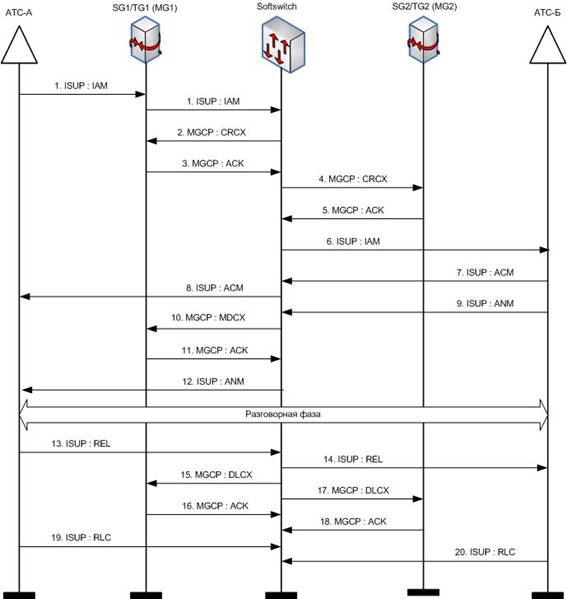 АТС-А
SG1/TG1 (MG1)
Softswitch
SG2/TG2 (MG2)
АТС-Б
1. ISUP : IAM
1. ISUP : IAM
2. MGCP : CRCX
3. MGCP : ACK
4. MGCP : CRCX
5. MGCP : ACK
6. ISUP : IAM
7. ISUP : ACM
8. ISUP : ACM
9. ISUP : ANM
10. MGCP : MDCX
11. MGCP : ACK
12. ISUP : ANM
Разговорная фаза
13. ISUP : REL
14. ISUP : REL
15. MGCP : DLCX
17. MGCP : DLCX
16. MGCP : ACK
18. MGCP : ACK
19. ISUP : RLC
20. ISUP : RLC